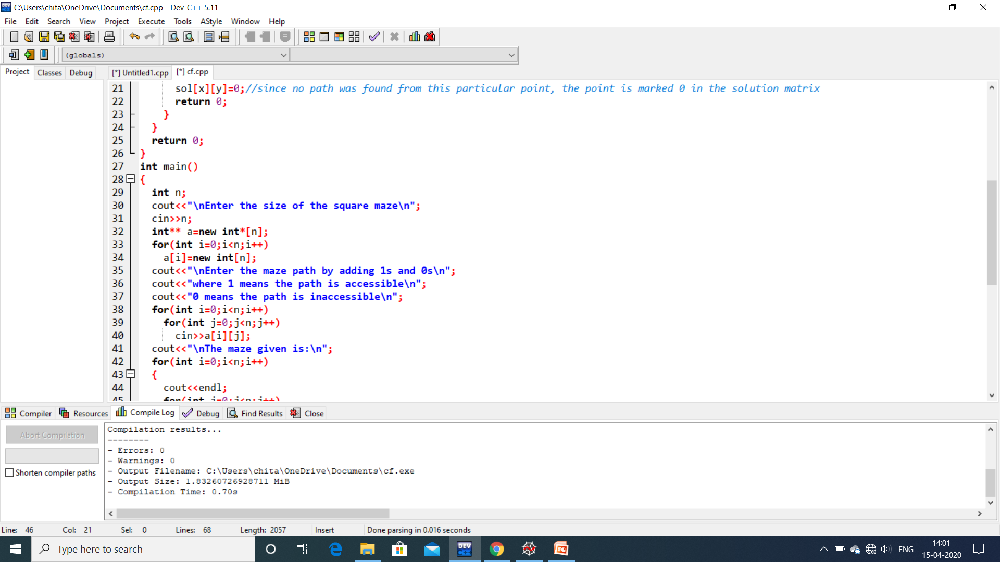 C:\Users\chita\OneDrive\Documents\cf.cpp - Dev-C++ 5.11
File Edit Search View Project Execute Tools AStyle Window Help
(globals)
Project Classes Debug [*] Untitled1.cpp [*] cf.cpp
21 sol[x][y]=0;//since no path was found from this particular point, the point is marked 0 in the solution matrix
22 return 0;
23 }
24 }
25 return 0;
26 }
27 int main()
28 {
29 int n;
30 cout<<"\nEnter the size of the square maze\n";
31 cin>>n;
32 int** a=new int*[n];
33 for(int i=0;i<n;i++)
34 a[i]=new int[n];
35 cout<<"\nEnter the maze path by adding 1s and 0s\n";
36 cout<<"where 1 means the path is accessible\n";
37 cout<<"0 means the path is inaccessible\n";
38 for(int i=0;i<n;i++)
39 for(int j=0;j<n;j++)
40 cin>>a[i][j];
41 cout<<"\nThe maze given is:\n";
42 for(int i=0;i<n;i++)
43 {
44 cout<<endl;
45 for(int j=0;j<n;j++)
Compiler Resources Compile Log Debug Find Results Close
Abort Compilation
Shorten compiler paths
Compilation results...
--------
- Errors: 0
- Warnings: 0
- Output Filename: C:\Users\chita\OneDrive\Documents\cf.exe
- Output Size: 1.83260726928711 MiB
- Compilation Time: 0.70s
Line: 46 Col: 21 Sel: 0 Lines: 68 Length: 2057 Insert Done parsing in 0.016 seconds
Type here to search
DEV C++
ENG
14:01
15-04-2020